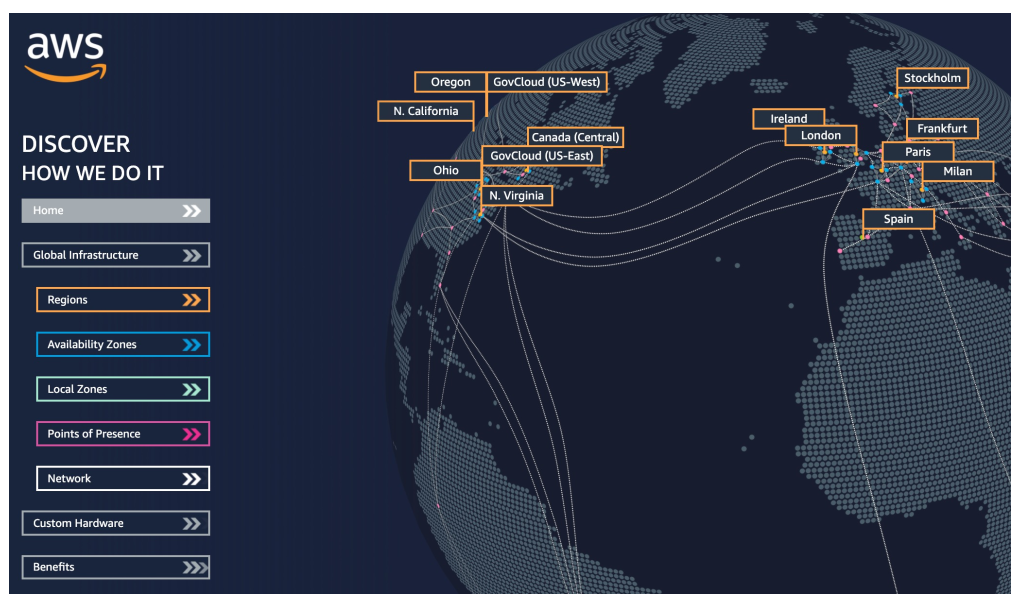 aws
DISCOVER
HOW WE DO IT
Home
Global Infrastructure
Regions
Availability Zones
Local Zones
Points of Presence
Network
Custom Hardware
Benefits
Oregon
GovCloud (US-West)
N. California
Canada (Central)
GovCloud (US-East)
Ohio
N. Virginia
Stockholm
Ireland
London
Frankfurt
Paris
Milan
Spain